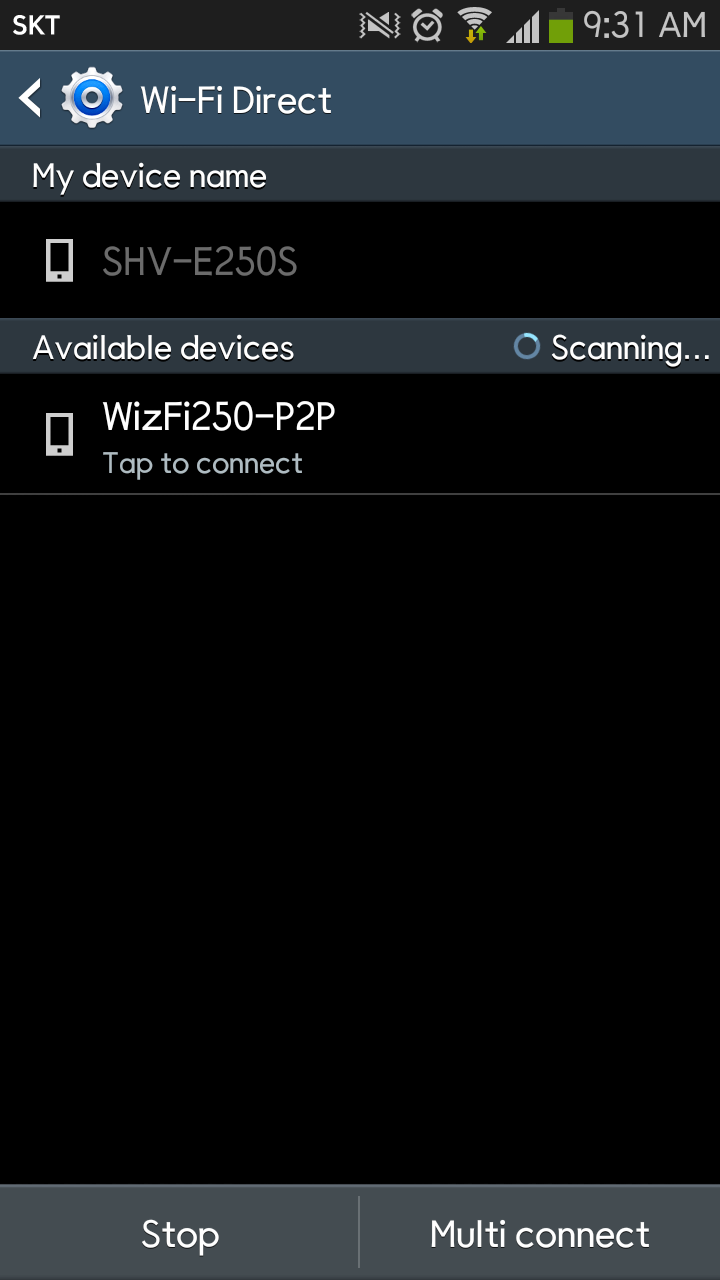 SKT 9:31 AM
Wi-Fi Direct
My device name
SHV-E250S
Available devices Scanning...
WizFi250-P2P
Tap to connect
Stop Multi connect